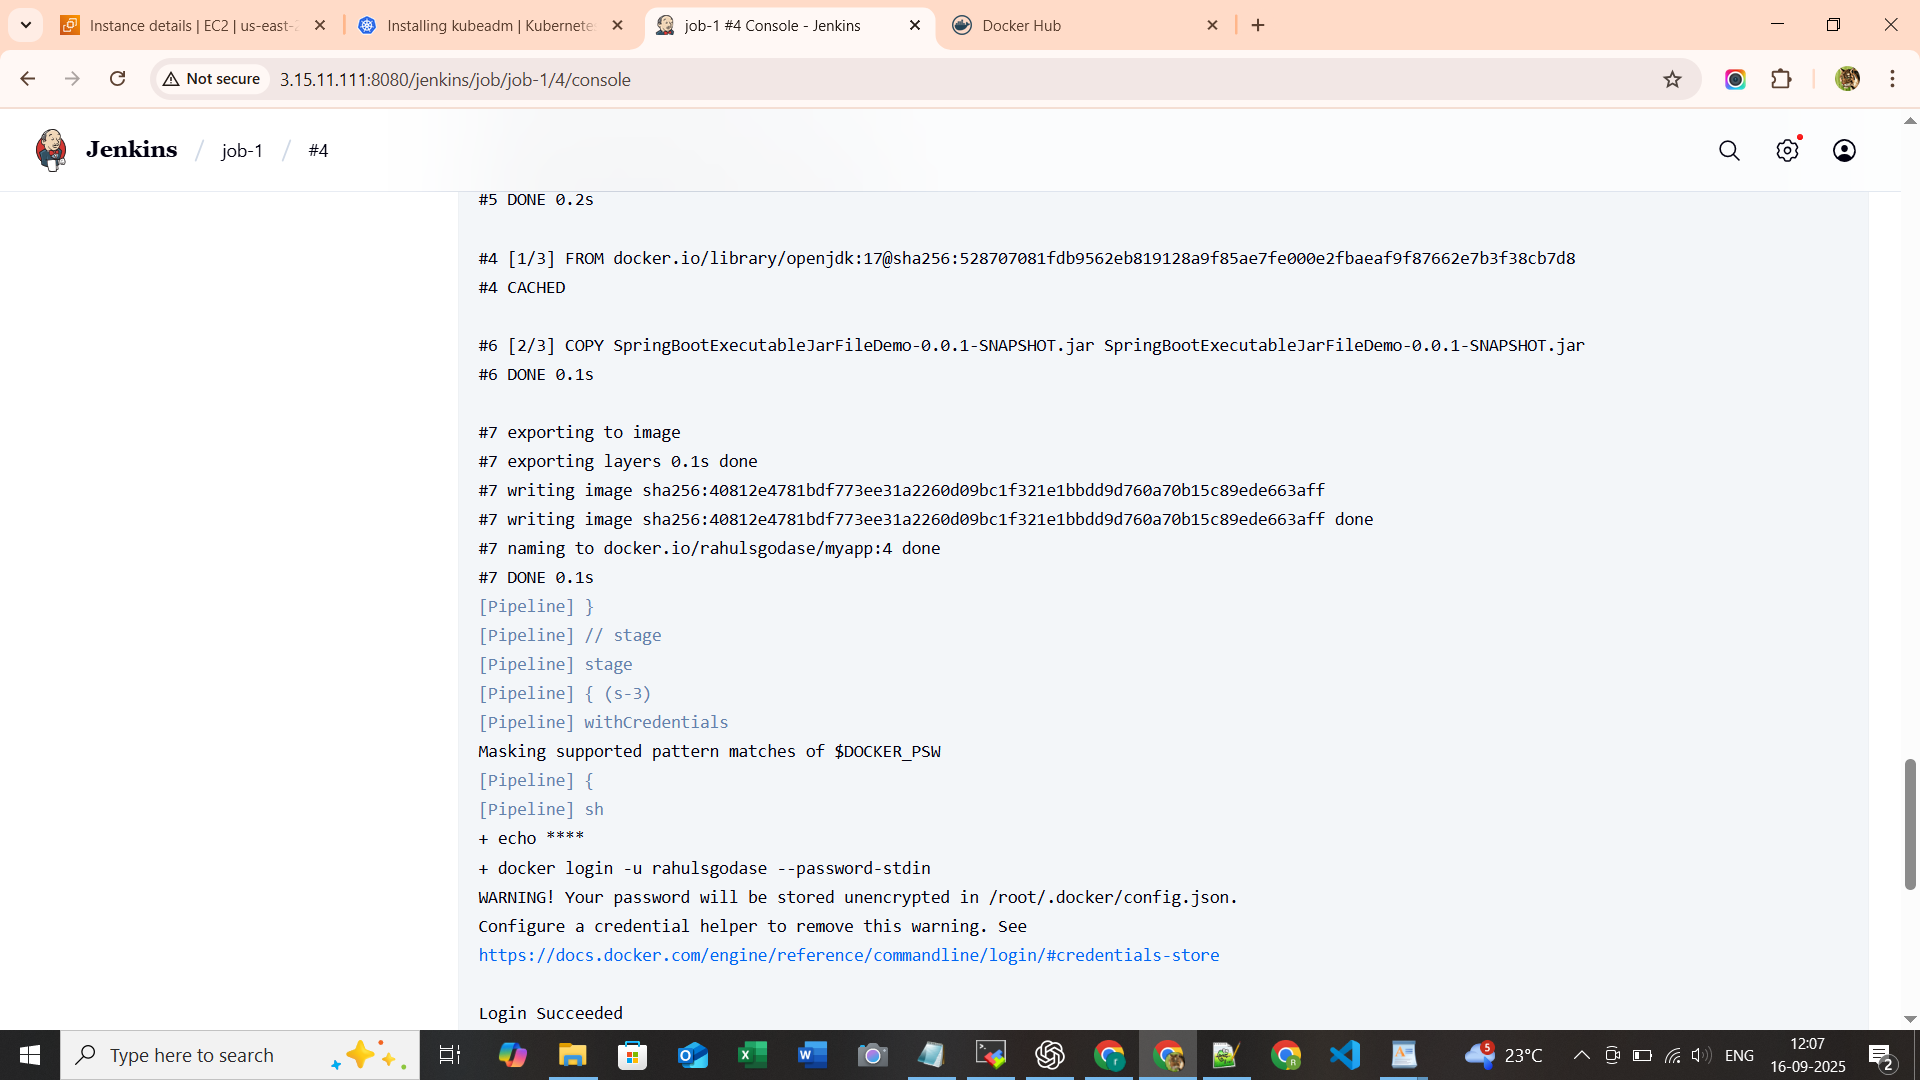 Instance details | EC2 | us-east-2
Installing kubeadm | Kubernetes
job-1 #4 Console - Jenkins
Docker Hub
Not secure
3.15.11.111:8080/jenkins/job/job-1/4/console
Jenkins / job-1 / #4
#5 DONE 0.2s
#4 [1/3] FROM docker.io/library/openjdk:17@sha256:528707081fdb9562eb819128a9f85ae7fe000e2fbaeaf9f87662e7b3f38cb7d8
#4 CACHED
#6 [2/3] COPY SpringBootExecutableJarFileDemo-0.0.1-SNAPSHOT.jar SpringBootExecutableJarFileDemo-0.0.1-SNAPSHOT.jar
#6 DONE 0.1s
#7 exporting to image
#7 exporting layers 0.1s done
#7 writing image sha256:40812e4781bdf773ee31a2260d09bc1f321e1bbdd9d760a70b15c89ede663aff
#7 writing image sha256:40812e4781bdf773ee31a2260d09bc1f321e1bbdd9d760a70b15c89ede663aff done
#7 naming to docker.io/rahulsgodase/myapp:4 done
#7 DONE 0.1s
[Pipeline] }
[Pipeline] // stage
[Pipeline] stage
[Pipeline] { (s-3)
[Pipeline] withCredentials
Masking supported pattern matches of $DOCKER_PSW
[Pipeline] {
[Pipeline] sh
+ echo ****
+ docker login -u rahulsgodase --password-stdin
WARNING! Your password will be stored unencrypted in /root/.docker/config.json.
Configure a credential helper to remove this warning. See
https://docs.docker.com/engine/reference/commandline/login/#credentials-store
Login Succeeded
Type here to search
5
23°C
ENG
12:07
16-09-2025
2